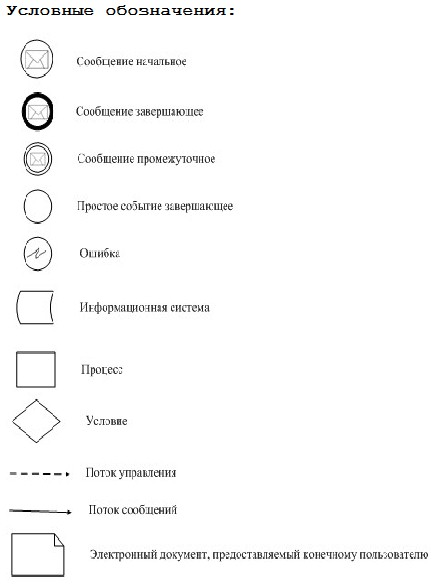 Условные обозначения:
Сообщение начальное
Сообщение завершающее
Сообщение промежуточное
Простое событие завершающее
Ошибка
Информационная система
Процесс
Условие
Поток управления
Поток сообщений
Электронный документ, предоставляемый конечному пользователю